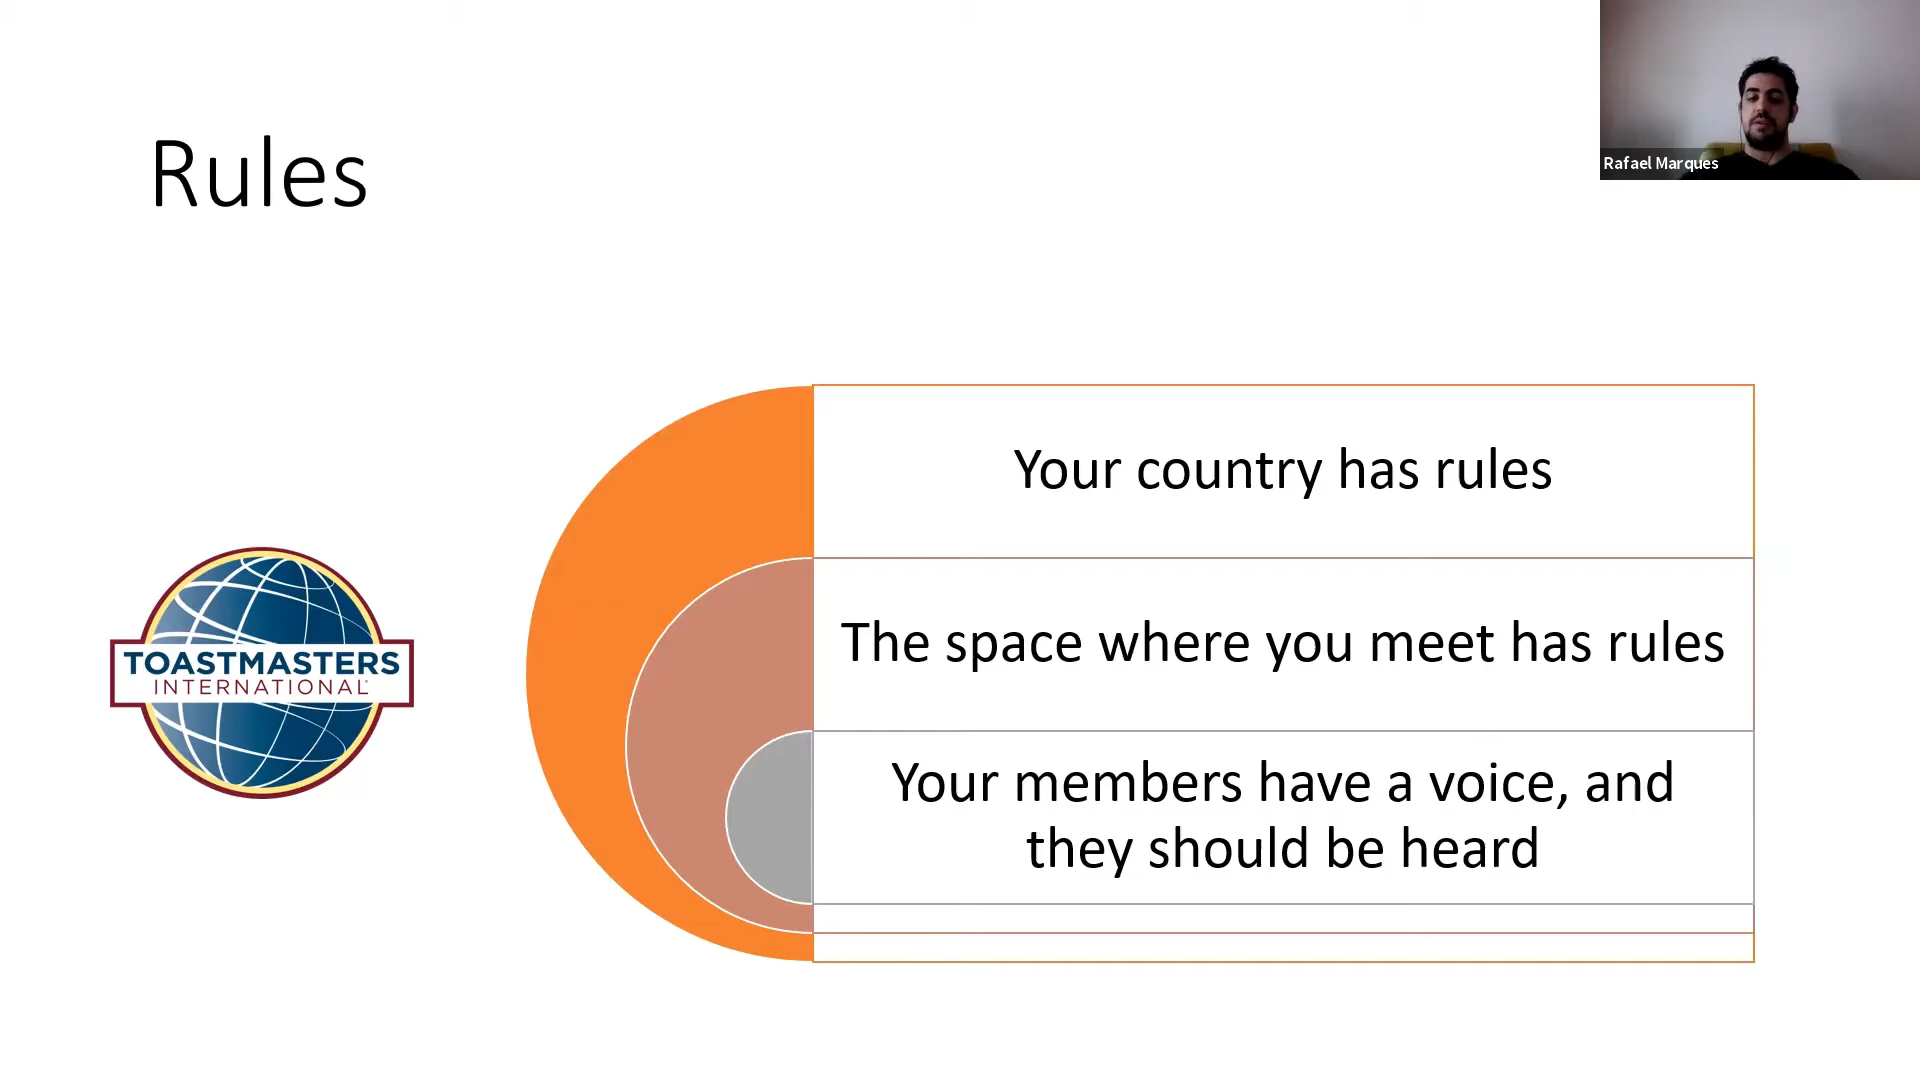 Rules
Rafael Marques
Your country has rules
The space where you meet has rules
Your members have a voice, and
they should be heard
TOASTMASTERS
INTERNATIONAL